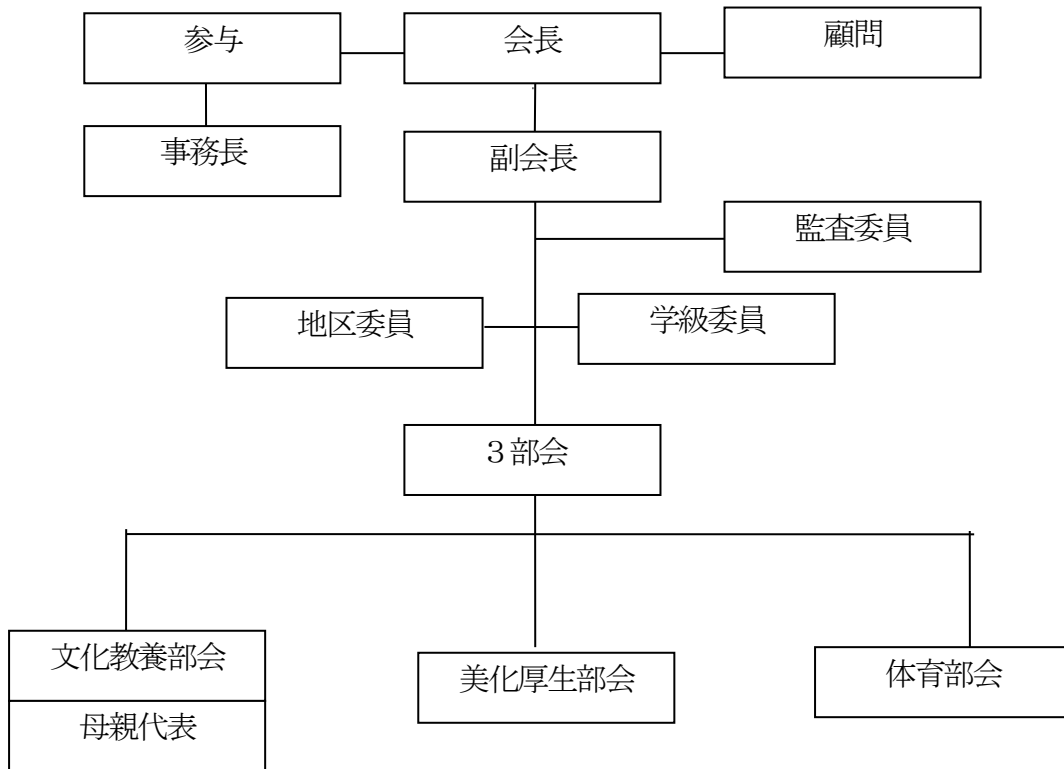 参与
会長
顧問
事務長
副会長
監査委員
地区委員
学級委員
３部会
文化教養部会
美化厚生部会
体育部会
母親代表